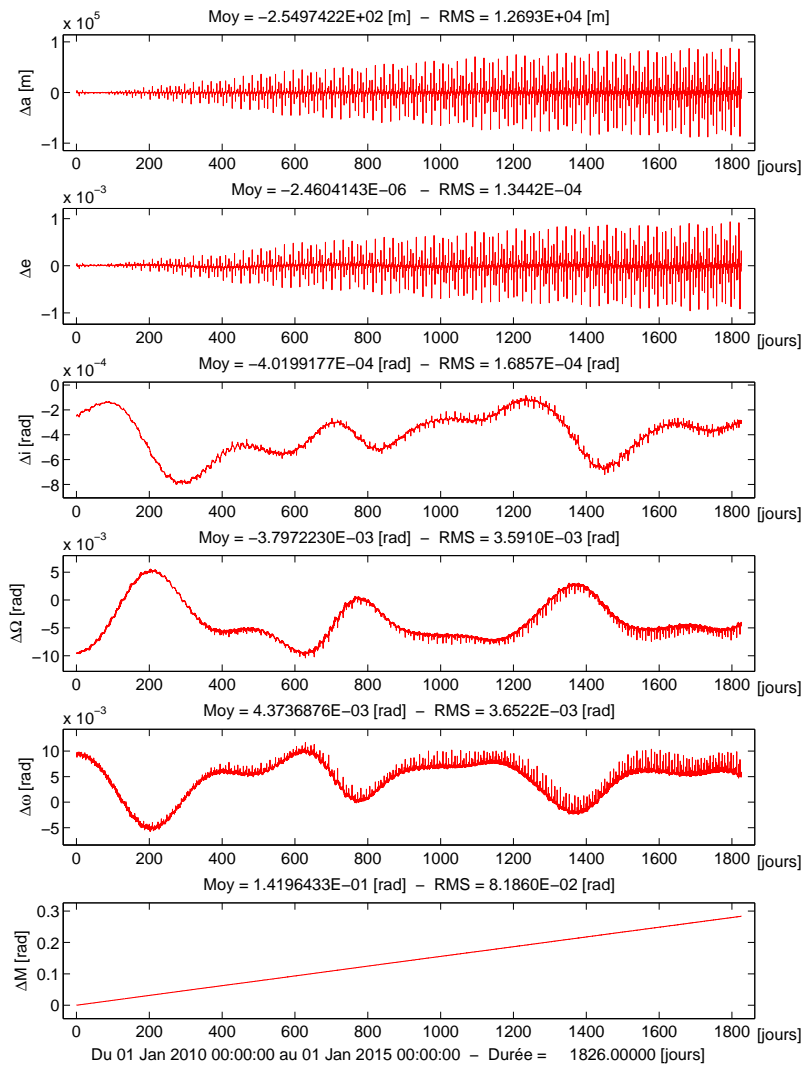 Moy = −2.5497422E+02 [m] − RMS = 1.2693E+04 [m]
x 10^5
Δa [m]
1
0
−1
0 200 400 600 800 1000 1200 1400 1600 1800 [jours]
Moy = −2.4604143E−06 − RMS = 1.3442E−04
x 10^−3
Δe
1
0
−1
0 200 400 600 800 1000 1200 1400 1600 1800 [jours]
Moy = −4.0199177E−04 [rad] − RMS = 1.6857E−04 [rad]
x 10^−4
Δi [rad]
0
−2
−4
−6
−8
0 200 400 600 800 1000 1200 1400 1600 1800 [jours]
Moy = −3.7972230E−03 [rad] − RMS = 3.5910E−03 [rad]
x 10^−3
ΔΩ [rad]
5
0
−5
−10
0 200 400 600 800 1000 1200 1400 1600 1800 [jours]
Moy = 4.3736876E−03 [rad] − RMS = 3.6522E−03 [rad]
x 10^−3
Δω [rad]
10
5
0
−5
0 200 400 600 800 1000 1200 1400 1600 1800 [jours]
Moy = 1.4196433E−01 [rad] − RMS = 8.1860E−02 [rad]
ΔM [rad]
0.3
0.2
0.1
0
0 200 400 600 800 1000 1200 1400 1600 1800 [jours]
Du 01 Jan 2010 00:00:00 au 01 Jan 2015 00:00:00 − Durée = 1826.00000 [jours]